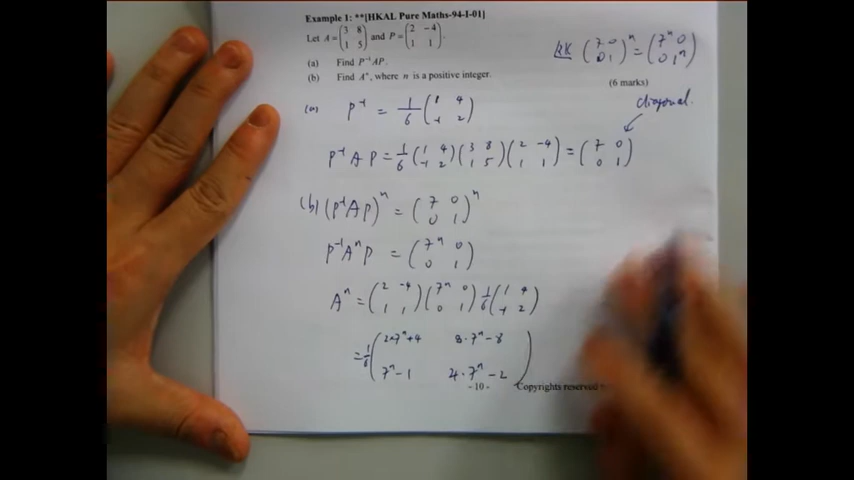 Example 1: **[HKAL Pure Maths-94-I-01]
Let A = (3 8; 1 5) and P = (2 -4; 1 1).
(7 0; 0 1)^n = (7^n 0; 0 1^n)
(a) Find P⁻¹AP.
(b) Find Aⁿ, where n is a positive integer.
(6 marks)
diagonal.
(a) P⁻¹ = 1/6 (1 4; -1 2)
P⁻¹AP = 1/6 (1 4; -1 2)(3 8; 1 5)(2 -4; 1 1) = (7 0; 0 1)
(b) (P⁻¹AP)ⁿ = (7 0; 0 1)ⁿ
P⁻¹AⁿP = (7ⁿ 0; 0 1)
Aⁿ = (2 -4; 1 1)(7ⁿ 0; 0 1) 1/6 (1 4; -1 2)
= 1/6 (2·7ⁿ+4 8·7ⁿ-8; 7ⁿ-1 4·7ⁿ-2)
-10- Copyrights reserved